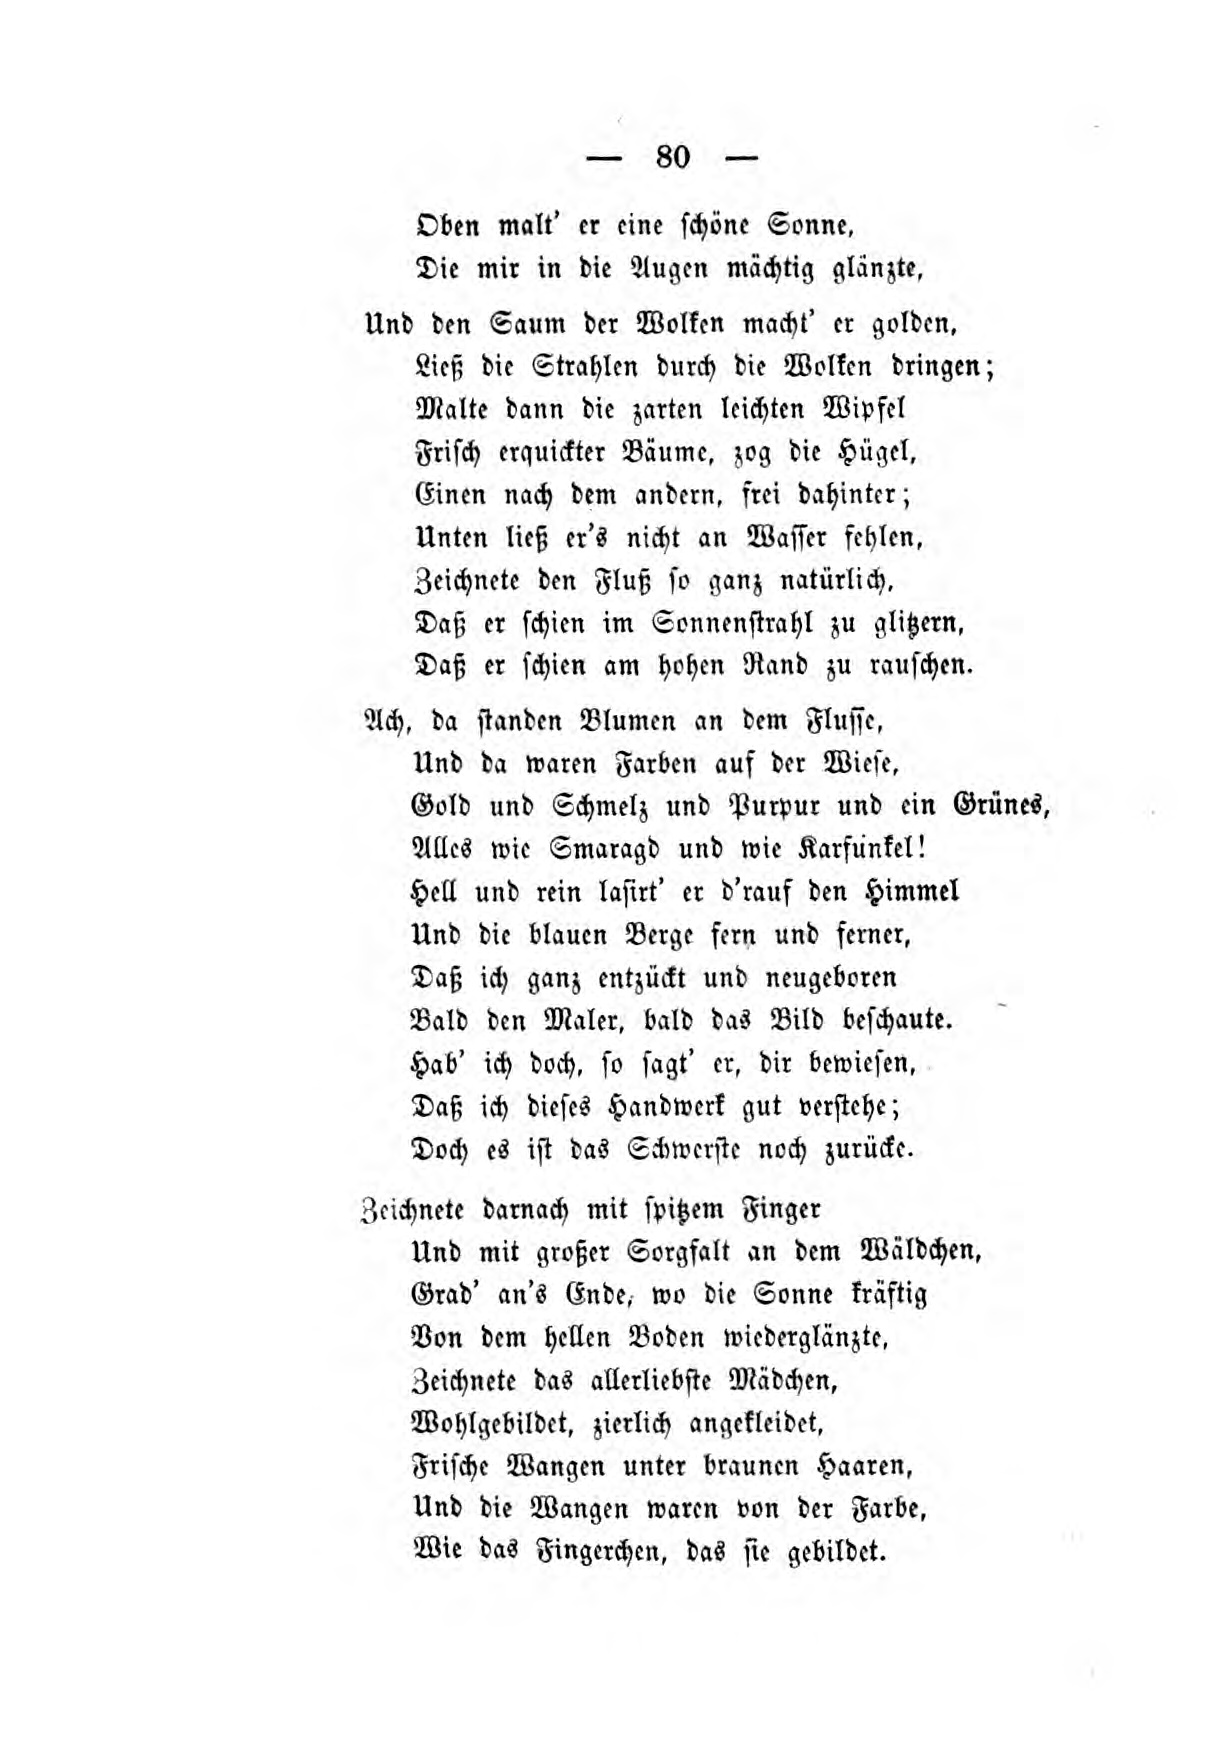 — 80 —
Oben malt' er eine schöne Sonne,
Die mir in die Augen mächtig glänzte,
Und den Saum der Wolken macht' er golden,
Ließ die Strahlen durch die Wolken dringen;
Malte dann die zarten leichten Wipfel
Frisch erquickter Bäume, zog die Hügel,
Einen nach dem andern, frei dahinter;
Unten ließ er's nicht an Wasser fehlen,
Zeichnete den Fluß so ganz natürlich,
Daß er schien im Sonnenstrahl zu glitzern,
Daß er schien am hohen Rand zu rauschen.
Ach, da standen Blumen an dem Flusse,
Und da waren Farben auf der Wiese,
Gold und Schmelz und Purpur und ein Grünes,
Alles wie Smaragd und wie Karfunkel!
Hell und rein lasirt' er d'rauf den Himmel
Und die blauen Berge fern und ferner,
Daß ich ganz entzückt und neugeboren
Bald den Maler, bald das Bild beschaute.
Hab' ich doch, so sagt' er, dir bewiesen,
Daß ich dieses Handwerk gut verstehe;
Doch es ist das Schwerste noch zurücke.
Zeichnete darnach mit spitzem Finger
Und mit großer Sorgfalt an dem Wäldchen,
Grad' an's Ende, wo die Sonne kräftig
Von dem hellen Boden wiederglänzte,
Zeichnete das allerliebste Mädchen,
Wohlgebildet, zierlich angekleidet,
Frische Wangen unter braunen Haaren,
Und die Wangen waren von der Farbe,
Wie das Fingerchen, das sie gebildet.